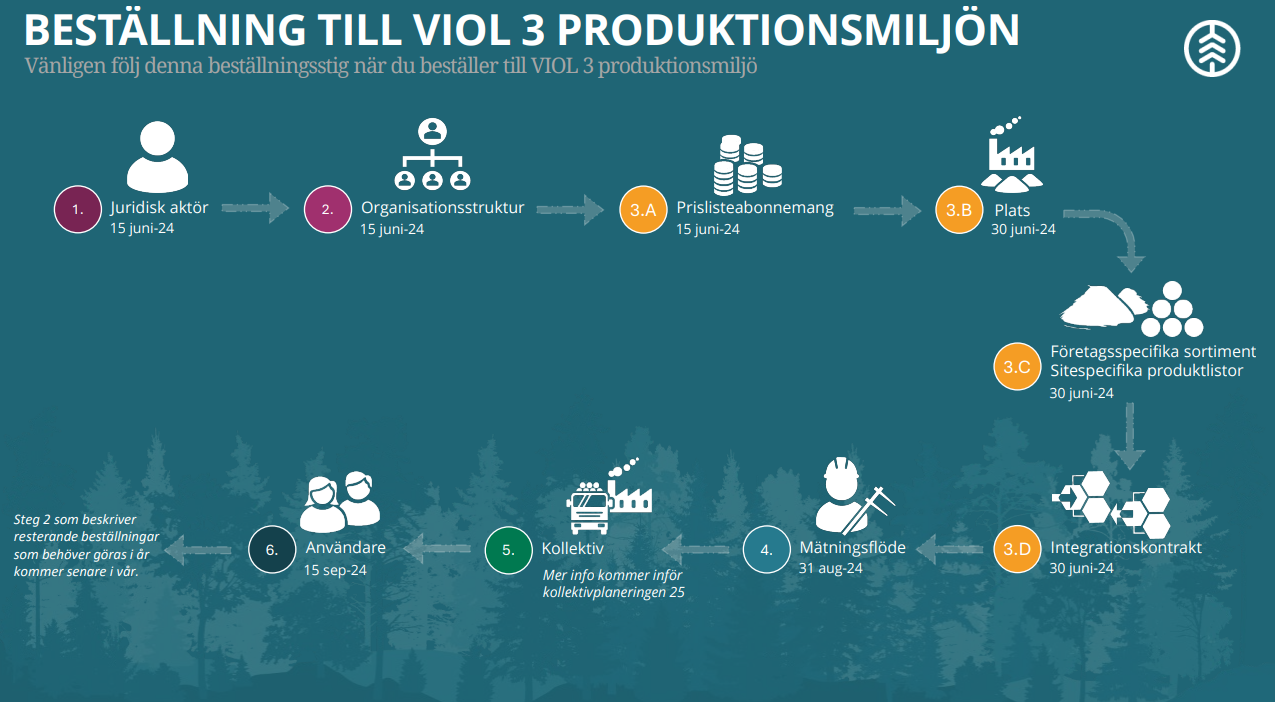 BESTÄLLNING TILL VIOL 3 PRODUKTIONSMILJÖN
Vänligen följ denna beställningsstig när du beställer till VIOL 3 produktionsmiljö
1.
Juridisk aktör
15 juni-24
2.
Organisationsstruktur
15 juni-24
3.A
Prislisteabonnemang
15 juni-24
3.B
Plats
30 juni-24
3.C
Företagsspecifika sortiment
Sitespecifika produktlistor
30 juni-24
3.D
Integrationskontrakt
30 juni-24
4.
Mätningsflöde
31 aug-24
5.
Kollektiv
Mer info kommer inför
kollektivplaneringen 25
6.
Användare
15 sep-24
Steg 2 som beskriver
resterande beställningar
som behöver göras i år
kommer senare i vår.